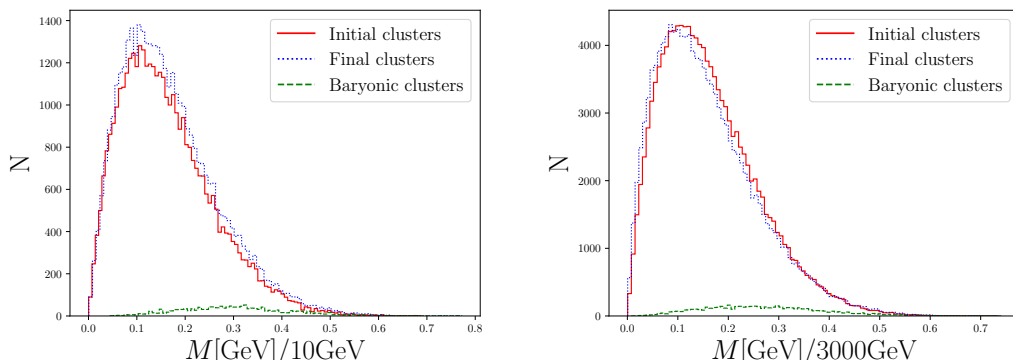 1400
1200
1000
800
600
400
200
0
N
0.0 0.1 0.2 0.3 0.4 0.5 0.6 0.7 0.8
M[GeV]/10GeV
Initial clusters
Final clusters
Baryonic clusters
4000
3000
2000
1000
0
N
0.0 0.1 0.2 0.3 0.4 0.5 0.6 0.7
M[GeV]/3000GeV
Initial clusters
Final clusters
Baryonic clusters